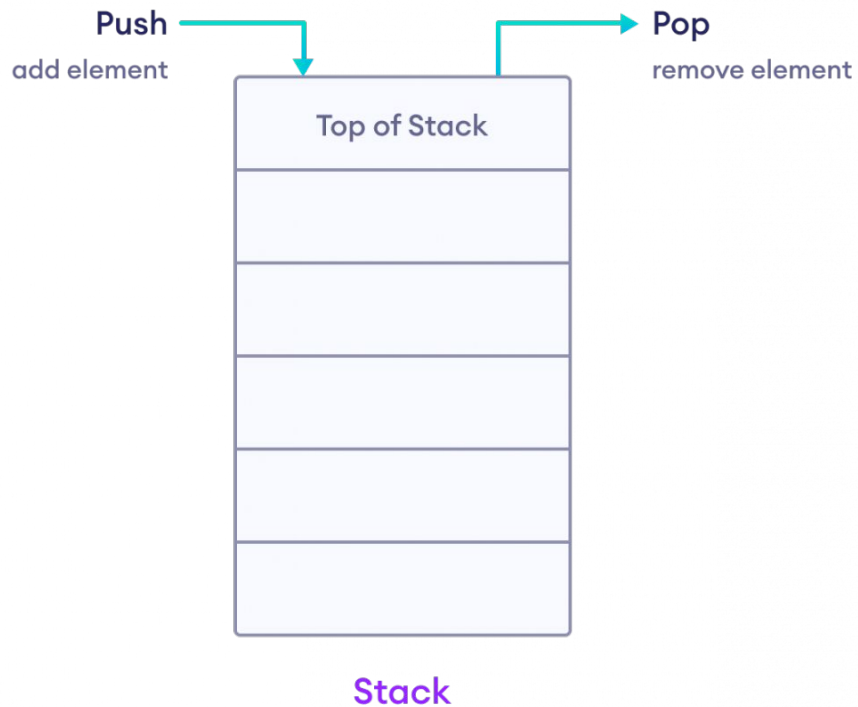 Push
Pop
add element
remove element
Top of Stack
Stack